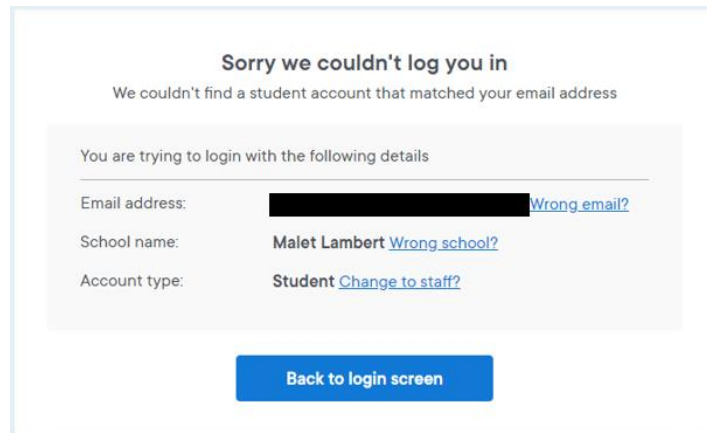 Sorry we couldn't log you in
We couldn't find a student account that matched your email address
You are trying to login with the following details
Email address: Wrong email?
School name: Malet Lambert Wrong school?
Account type: Student Change to staff?
Back to login screen